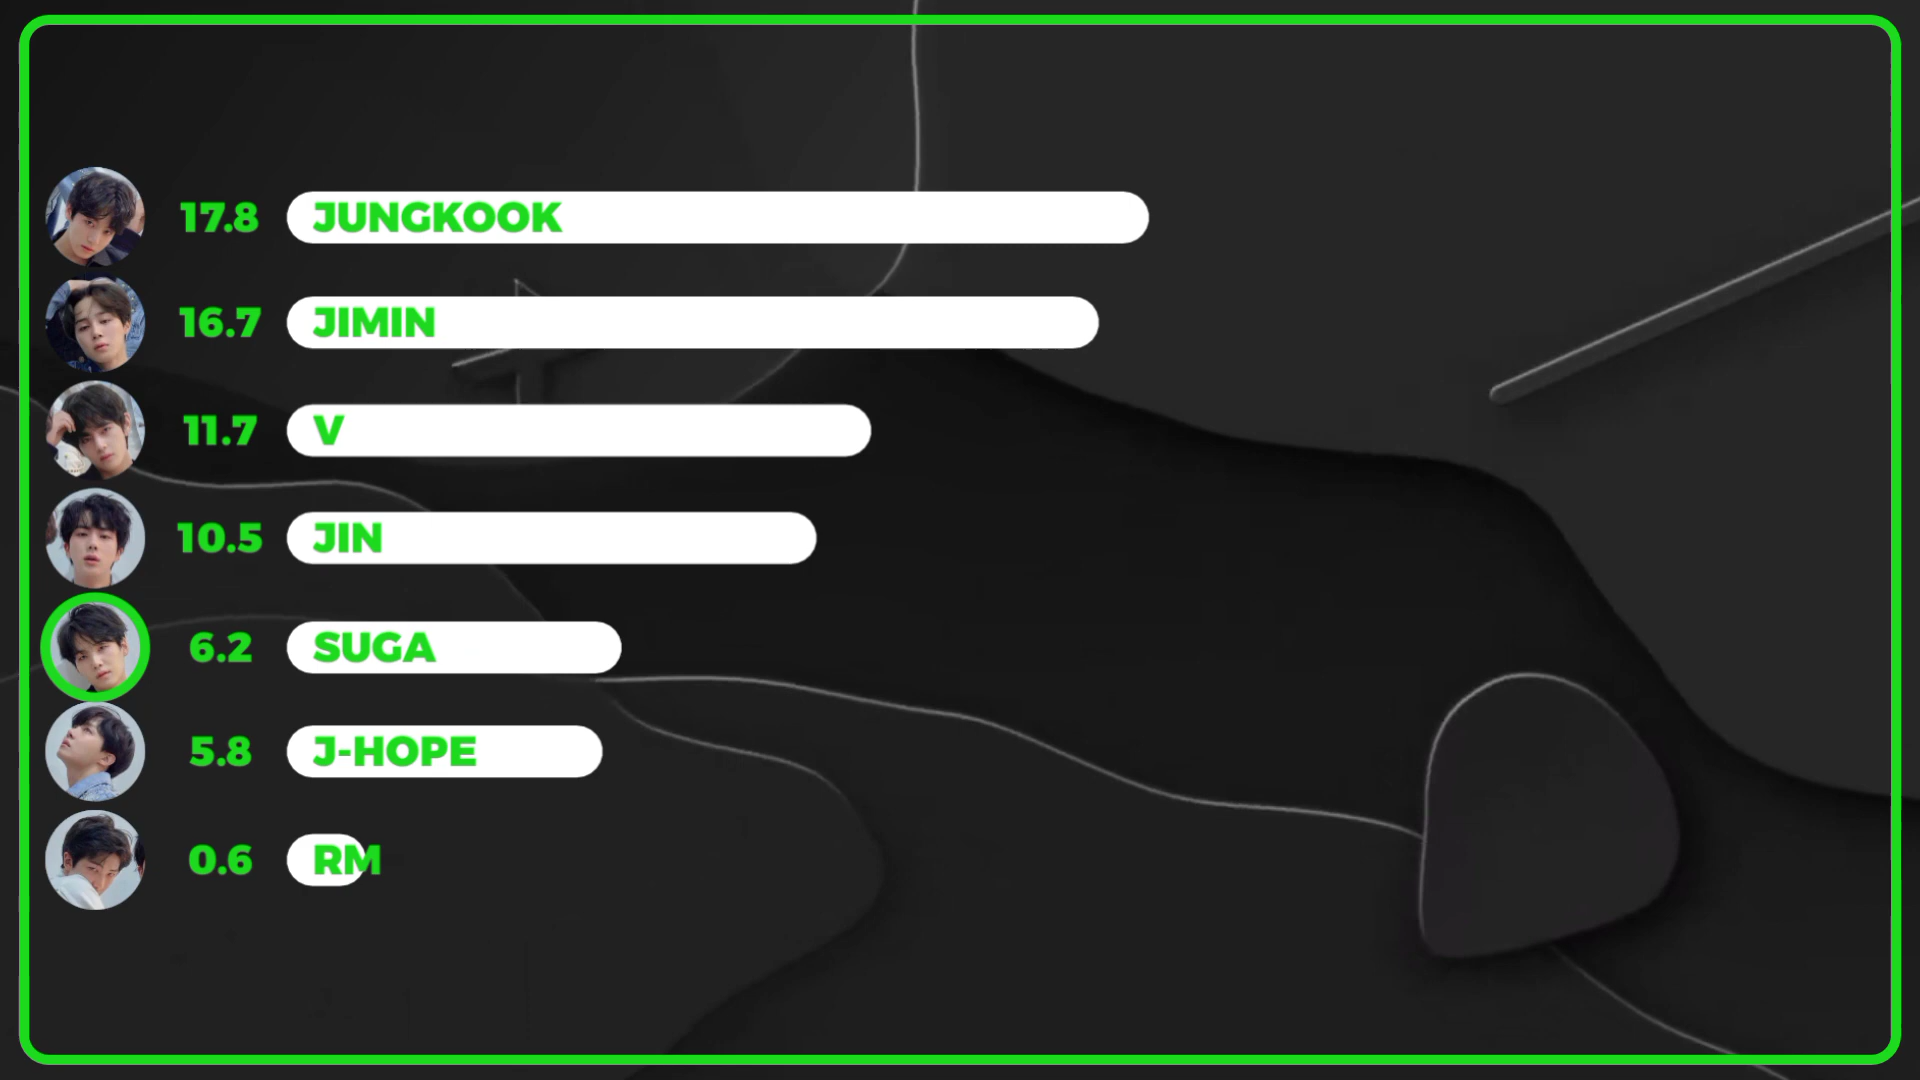 17.8 JUNGKOOK
16.7 JIMIN
11.7 V
10.5 JIN
6.2 SUGA
5.8 J-HOPE
0.6 RM